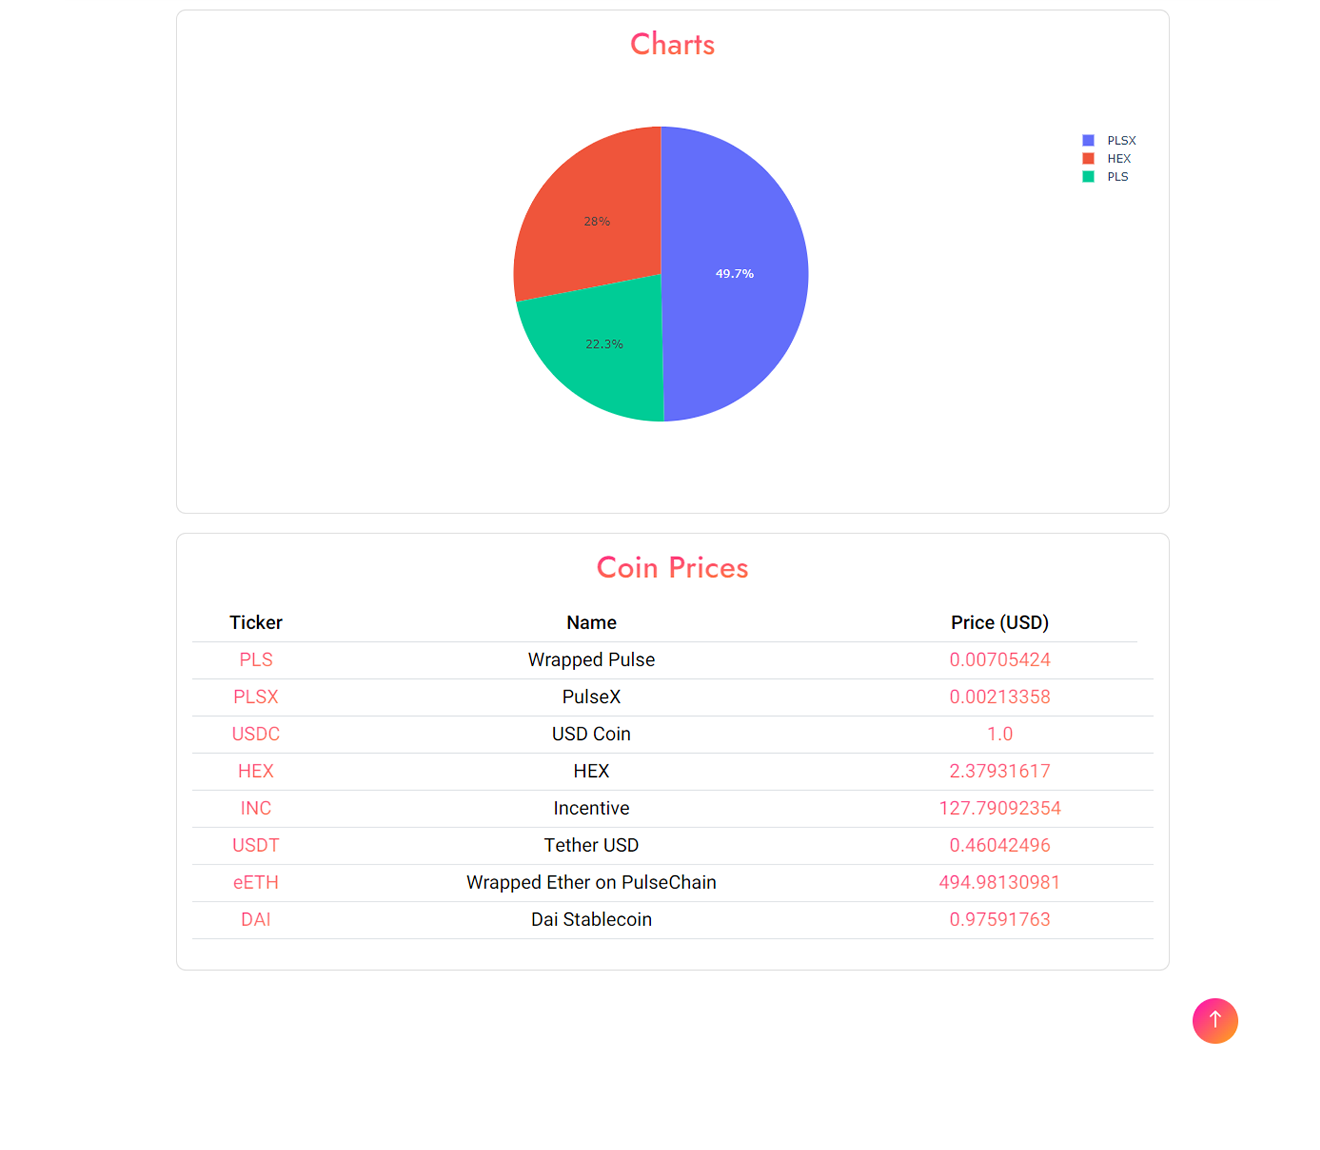 Charts
PLSX
HEX
PLS
28%
49.7%
22.3%
Coin Prices
Ticker Name Price (USD)
PLS Wrapped Pulse 0.00705424
PLSX PulseX 0.00213358
USDC USD Coin 1.0
HEX HEX 2.37931617
INC Incentive 127.79092354
USDT Tether USD 0.46042496
eETH Wrapped Ether on PulseChain 494.98130981
DAI Dai Stablecoin 0.97591763